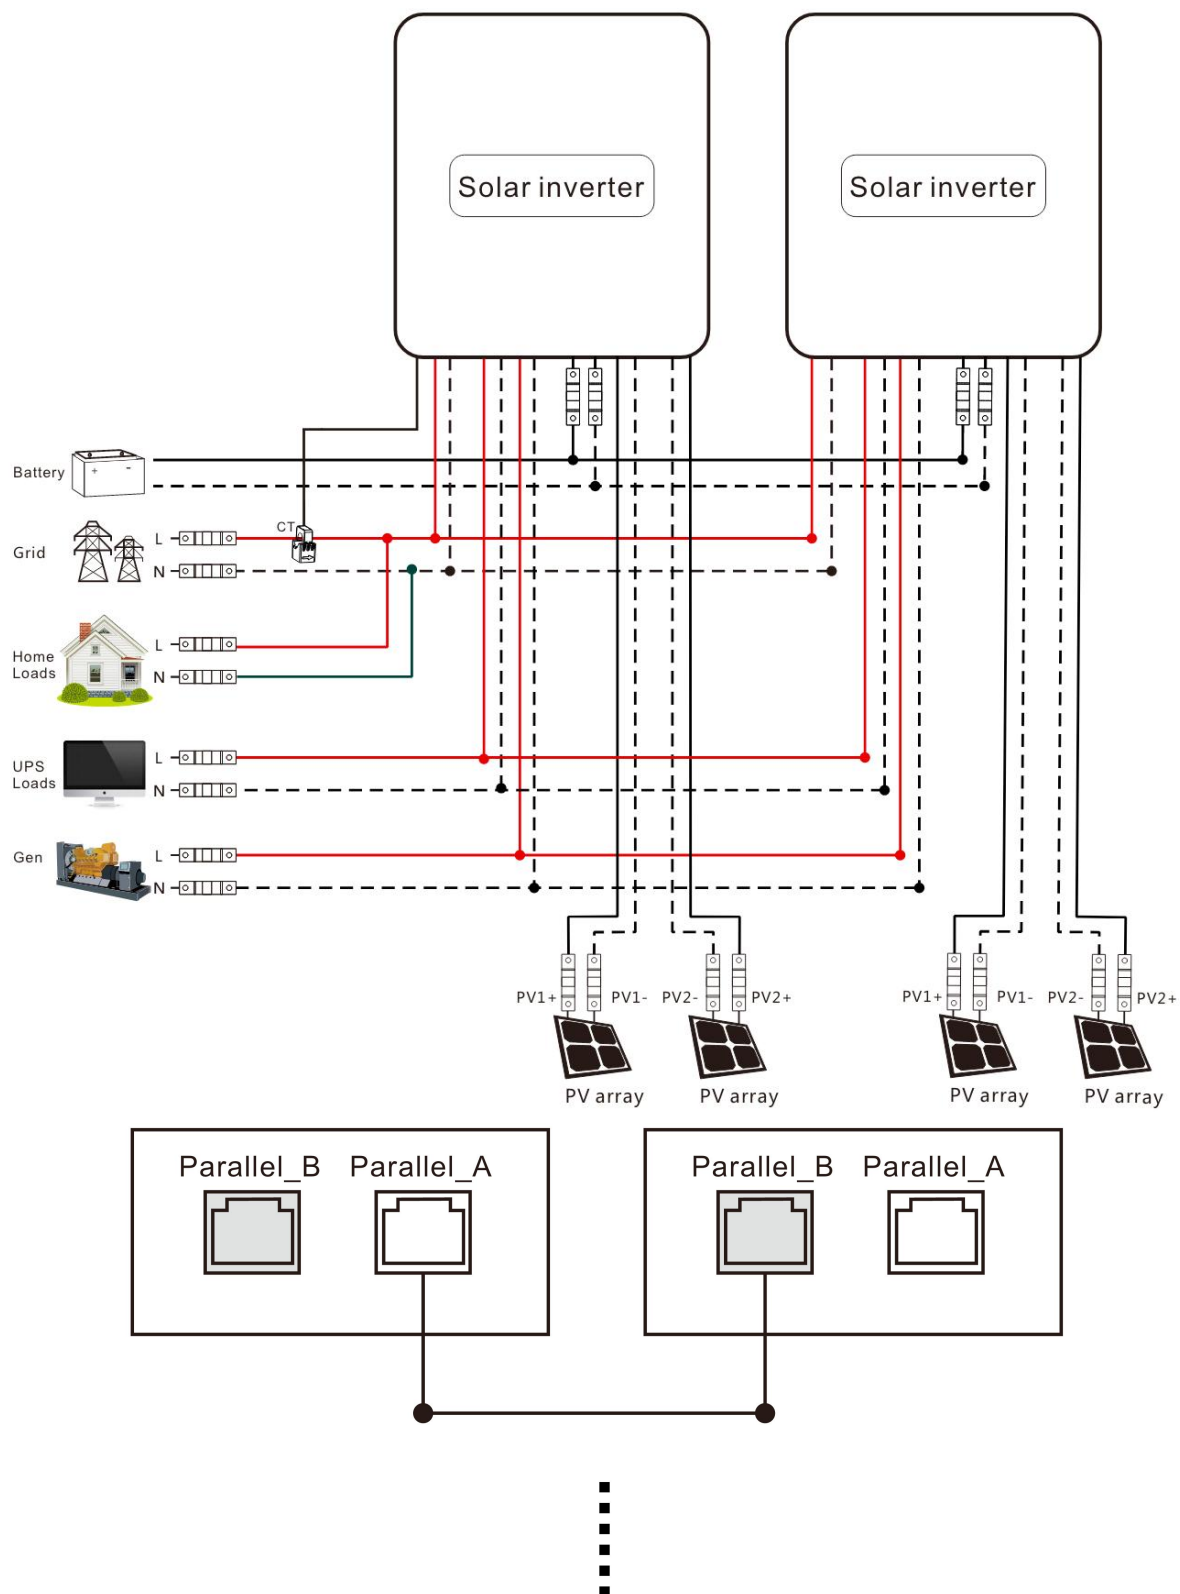 Solar inverter
Solar inverter
Battery
+ -
CT
Grid
L
N
Home
Loads
L
N
UPS
Loads
L
N
Gen
L
N
PV1+
PV1-
PV2-
PV2+
PV1+
PV1-
PV2-
PV2+
PV array
PV array
PV array
PV array
Parallel_B
Parallel_A
Parallel_B
Parallel_A